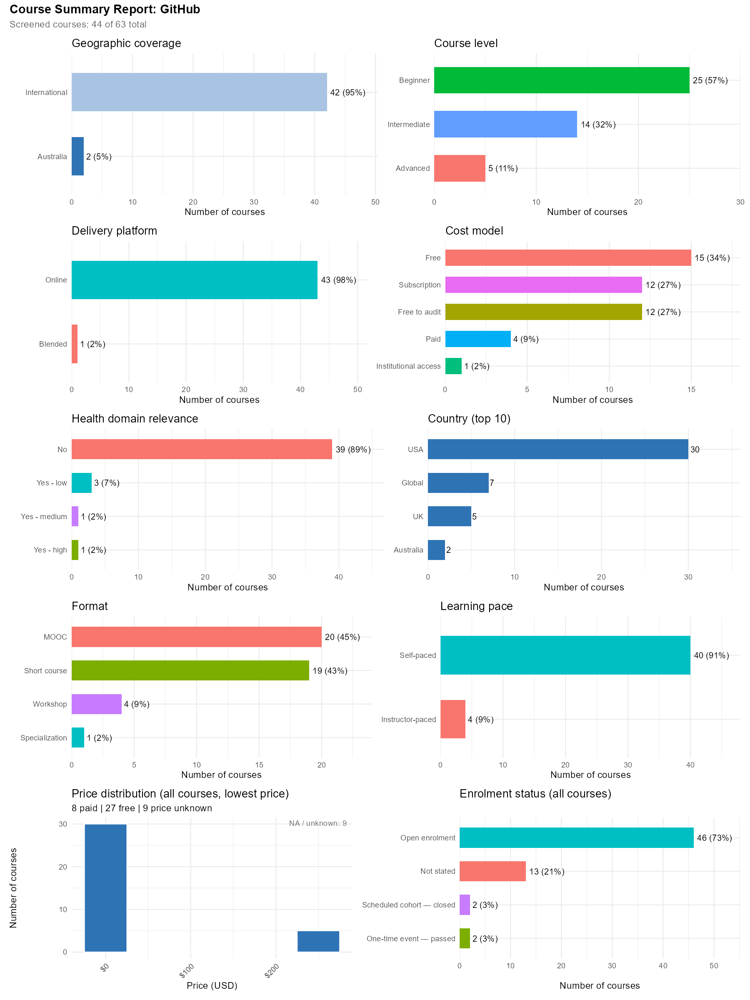 Course Summary Report: GitHub
Screened courses: 44 of 63 total
Geographic coverage
International
42 (95%)
Australia
2 (5%)
0 10 20 30 40 50
Number of courses
Course level
Beginner
25 (57%)
Intermediate
14 (32%)
Advanced
5 (11%)
0 10 20 30
Number of courses
Delivery platform
Online
43 (98%)
Blended
1 (2%)
0 10 20 30 40 50
Number of courses
Cost model
Free
15 (34%)
Subscription
12 (27%)
Free to audit
12 (27%)
Paid
4 (9%)
Institutional access
1 (2%)
0 5 10 15
Number of courses
Health domain relevance
No
39 (89%)
Yes - low
3 (7%)
Yes - medium
1 (2%)
Yes - high
1 (2%)
0 10 20 30 40
Number of courses
Country (top 10)
USA
30
Global
7
UK
5
Australia
2
0 10 20 30
Number of courses
Format
MOOC
20 (45%)
Short course
19 (43%)
Workshop
4 (9%)
Specialization
1 (2%)
0 5 10 15 20
Number of courses
Learning pace
Self-paced
40 (91%)
Instructor-paced
4 (9%)
0 10 20 30 40
Number of courses
Price distribution (all courses, lowest price)
8 paid | 27 free | 9 price unknown
NA / unknown: 9
Number of courses
30
20
10
0
$0 $100 $200
Price (USD)
Enrolment status (all courses)
Open enrolment
46 (73%)
Not stated
13 (21%)
Scheduled cohort — closed
2 (3%)
One-time event — passed
2 (3%)
0 10 20 30 40 50
Number of courses